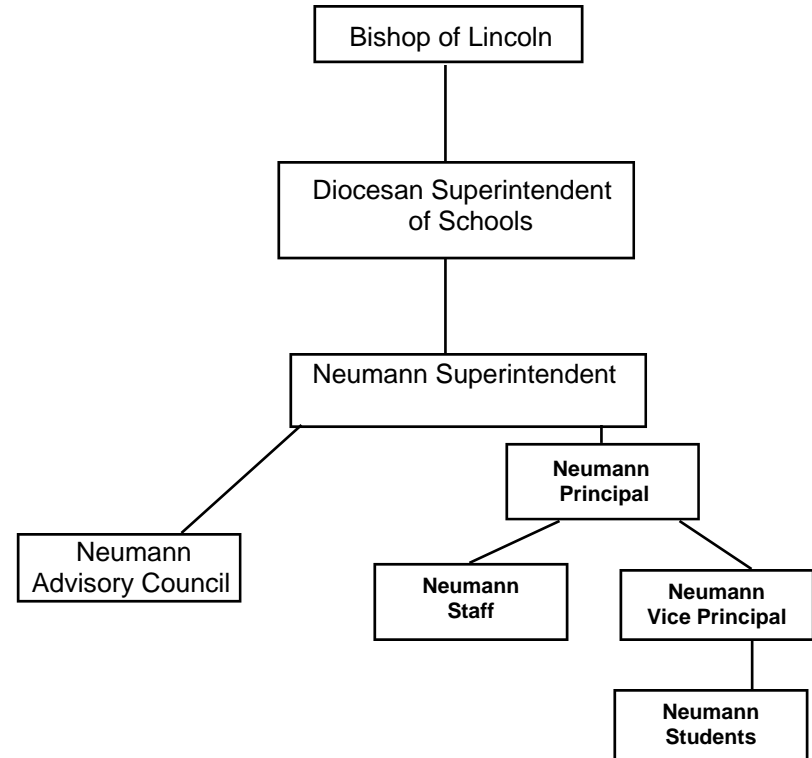 Bishop of Lincoln
Diocesan Superintendent
of Schools
Neumann Superintendent
Neumann
Principal
Neumann
Advisory Council
Neumann
Staff
Neumann
Vice Principal
Neumann
Students